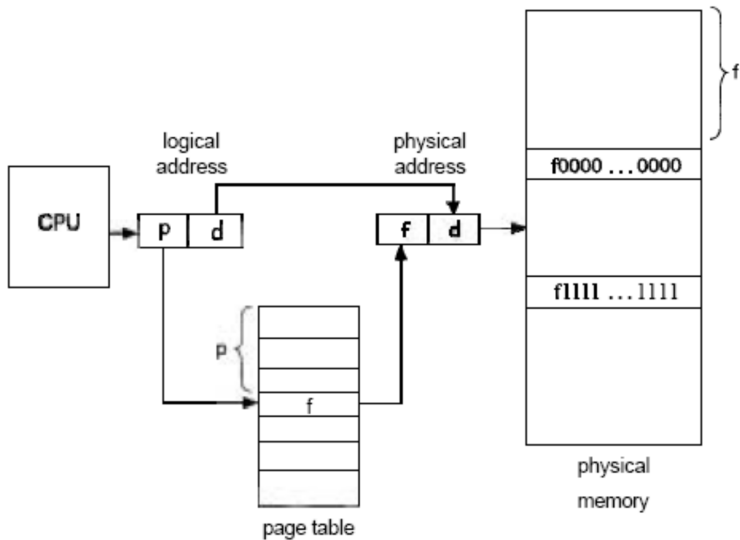 f
logical
address
physical
address
f0000 ... 0000
CPU
p d
f d
f1111 ... 1111
p
f
physical
memory
page table